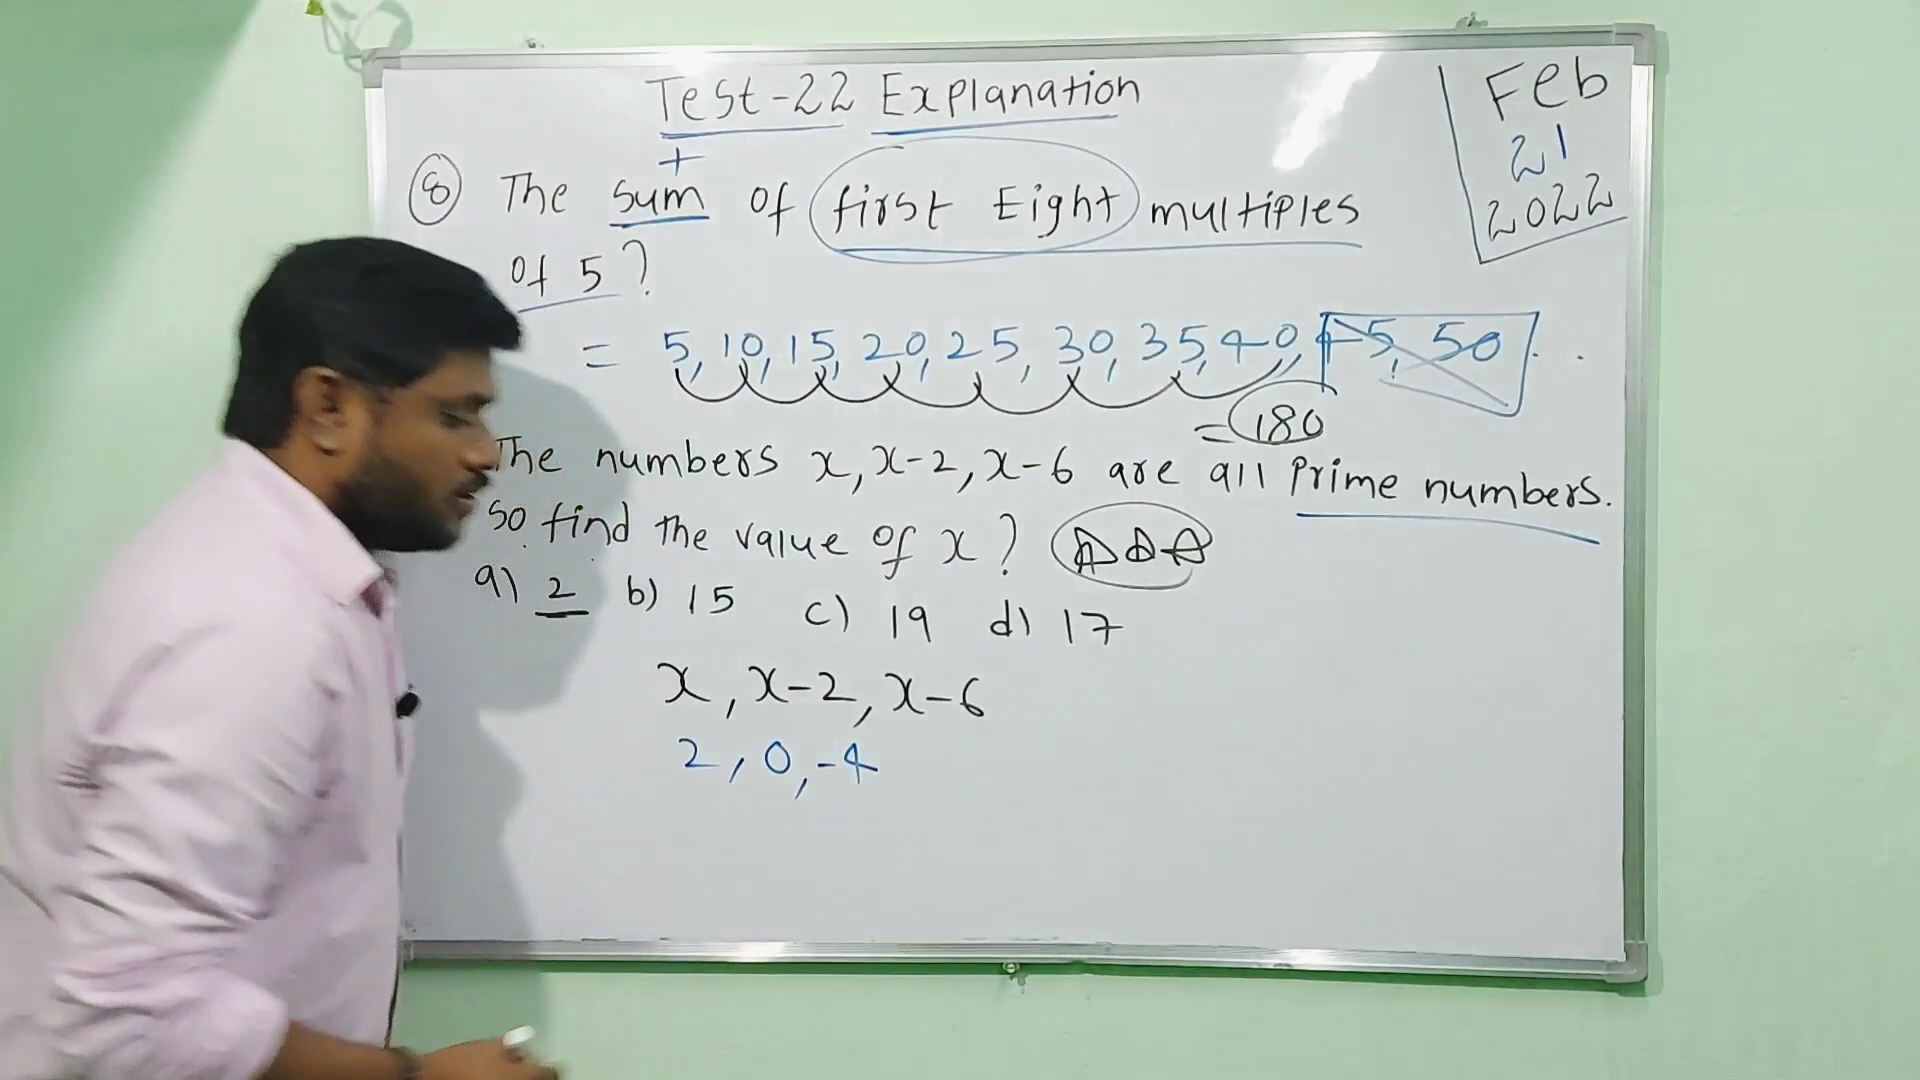 Test-22 Explanation
Feb
21
2022
+
⑧ The sum of first Eight multiples
of 5?
= 5, 10, 15, 20, 25, 30, 35, 40, 45, 50 . .
= 180
The numbers x, x-2, x-6 are all Prime numbers.
So find the value of x?
a) 2 b) 15 c) 19 d) 17
x, x-2, x-6
2, 0, -4